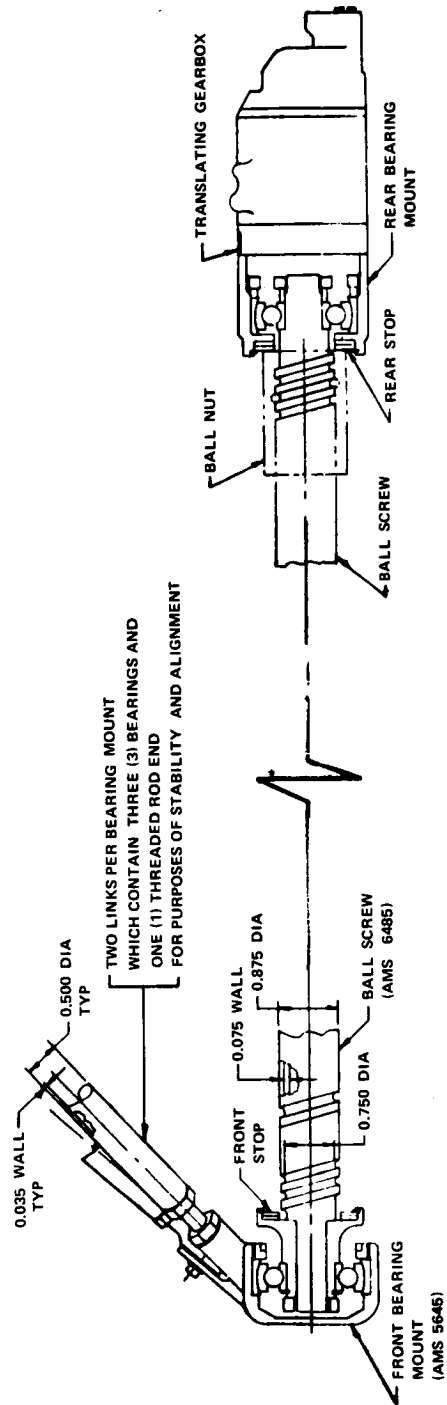 0.035 WALL
TYP
0.500 DIA
TYP
TWO LINKS PER BEARING MOUNT
WHICH CONTAIN THREE (3) BEARINGS AND
ONE (1) THREADED ROD END
FOR PURPOSES OF STABILITY AND ALIGNMENT
FRONT
STOP
0.075 WALL
0.875 DIA
0.750 DIA
BALL SCREW
(AMS 6485)
FRONT BEARING
MOUNT
(AMS 5645)
BALL NUT
TRANSLATING GEARBOX
BALL SCREW
REAR STOP
REAR BEARING
MOUNT